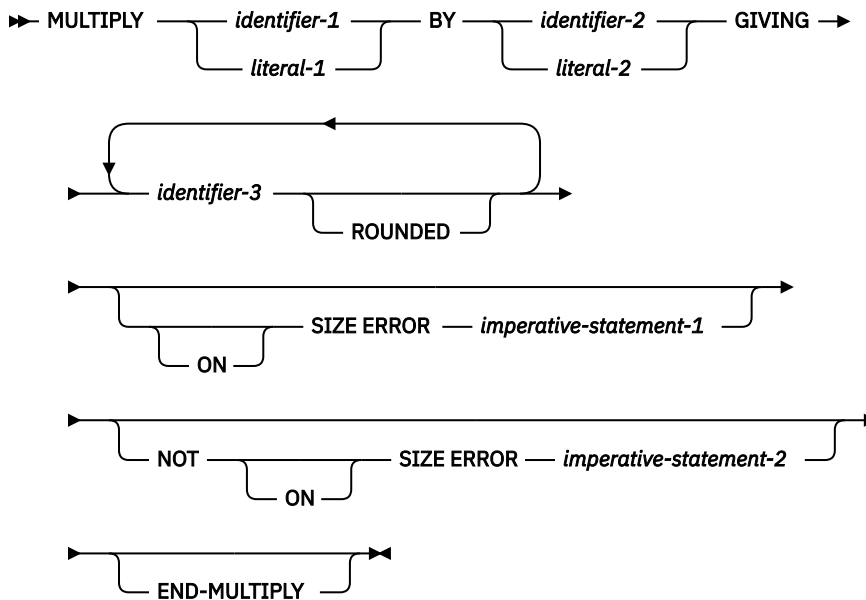 MULTIPLY identifier-1 BY identifier-2 GIVING
literal-1 literal-2
identifier-3
ROUNDED
SIZE ERROR imperative-statement-1
ON
NOT SIZE ERROR imperative-statement-2
ON
END-MULTIPLY